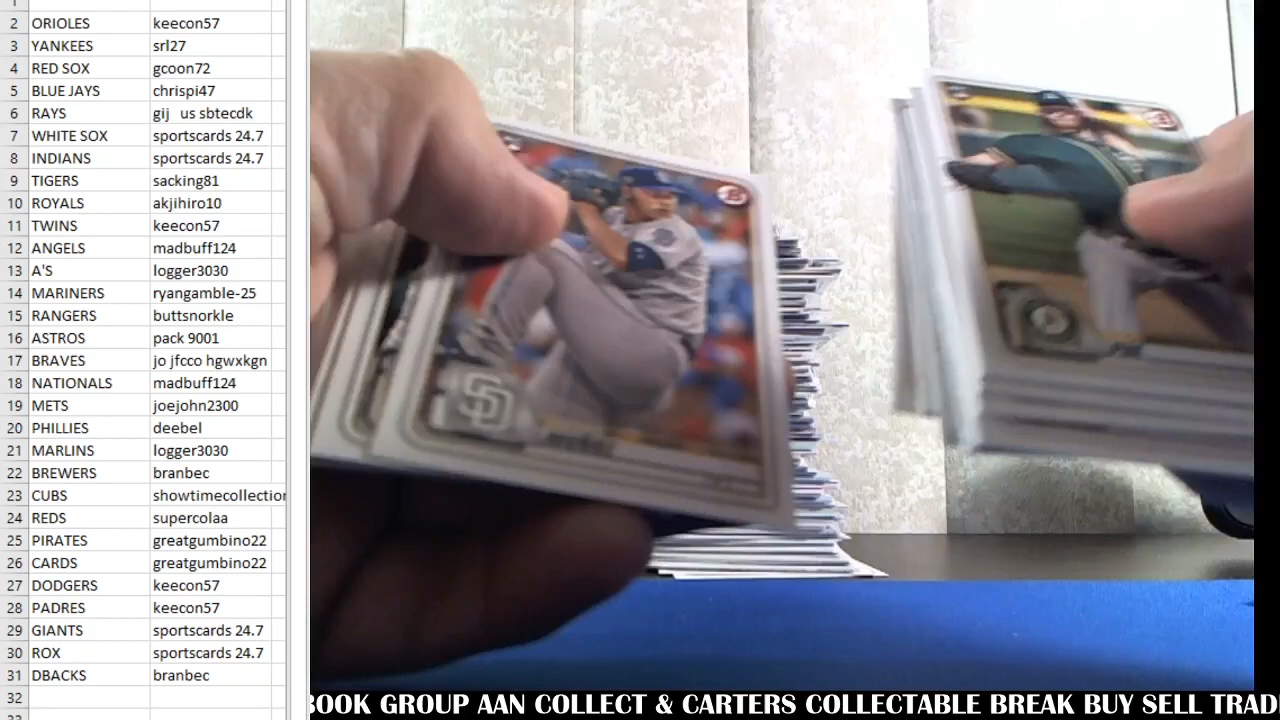 2 ORIOLES keecon57
3 YANKEES srl27
4 RED SOX gcoon72
5 BLUE JAYS chrispi47
6 RAYS gij us sbtecdk
7 WHITE SOX sportscards 24.7
8 INDIANS sportscards 24.7
9 TIGERS sacking81
10 ROYALS akjihiro10
11 TWINS keecon57
12 ANGELS madbuff124
13 A'S logger3030
14 MARINERS ryangamble-25
15 RANGERS buttsnorkle
16 ASTROS pack 9001
17 BRAVES jo jfcco hgwxkgn
18 NATIONALS madbuff124
19 METS joejohn2300
20 PHILLIES deebel
21 MARLINS logger3030
22 BREWERS branbec
23 CUBS showtimecollection
24 REDS supercolaa
25 PIRATES greatgumbino22
26 CARDS greatgumbino22
27 DODGERS keecon57
28 PADRES keecon57
29 GIANTS sportscards 24.7
30 ROX sportscards 24.7
31 DBACKS branbec
32
SD
BOOK GROUP AAN COLLECT & CARTERS COLLECTABLE BREAK BUY SELL TRAD